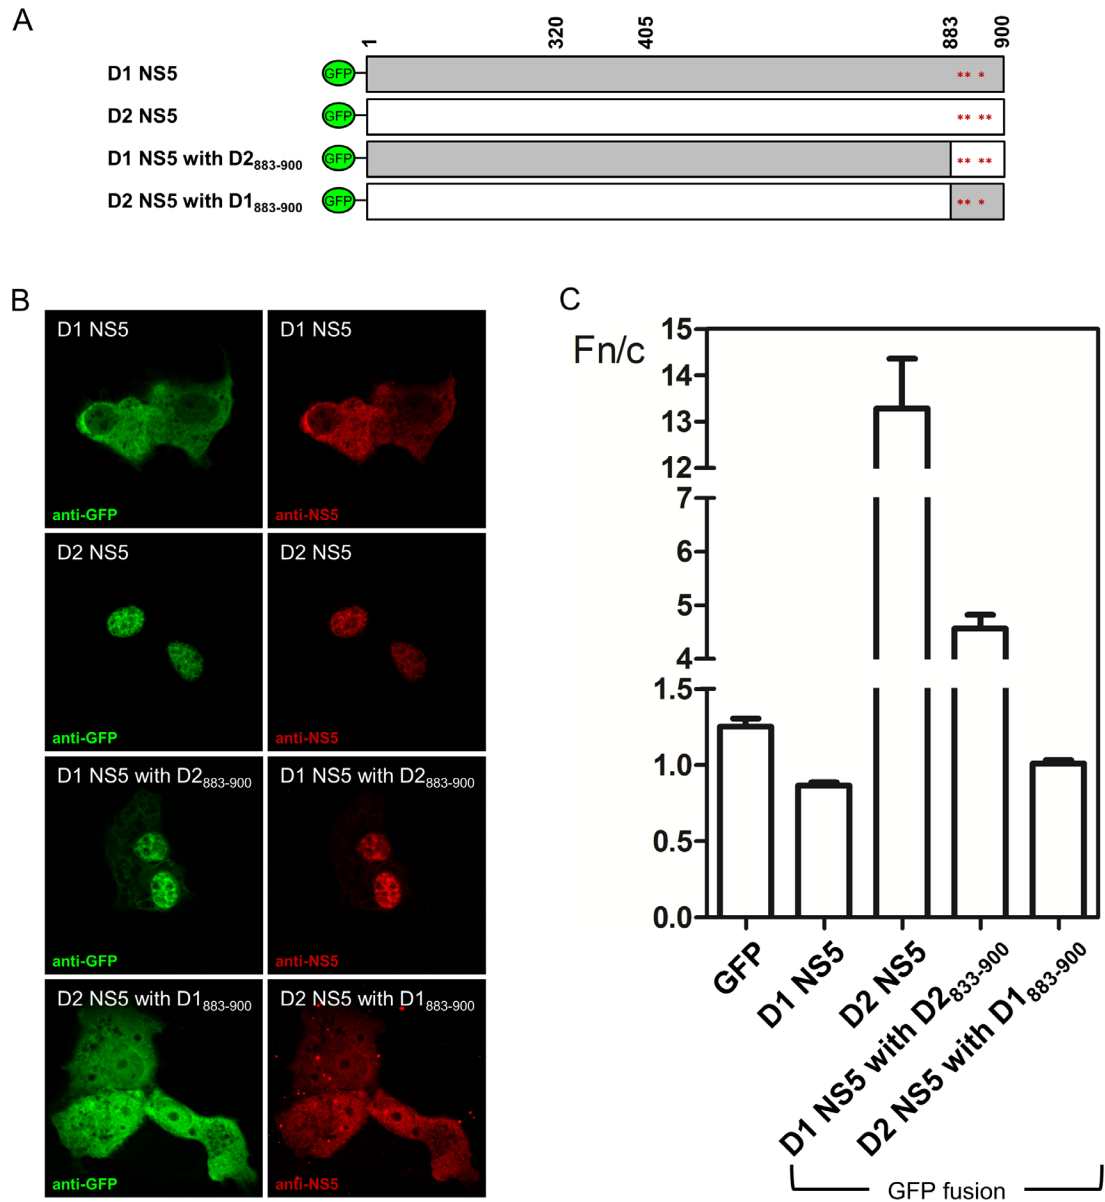 A
1 320 405 883 900
D1 NS5 GFP ** *
D2 NS5 GFP ** **
D1 NS5 with D2883-900 GFP ** **
D2 NS5 with D1883-900 GFP ** *
B
D1 NS5 D1 NS5
anti-GFP anti-NS5
D2 NS5 D2 NS5
anti-GFP anti-NS5
D1 NS5 with D2883-900 D1 NS5 with D2883-900
anti-GFP anti-NS5
D2 NS5 with D1883-900 D2 NS5 with D1883-900
anti-GFP anti-NS5
C
Fn/c
15
14
13
12
7
6
5
4
1.5
1.0
0.5
0.0
GFP
D1 NS5
D2 NS5
D1 NS5 with D2833-900
D2 NS5 with D1883-900
GFP fusion